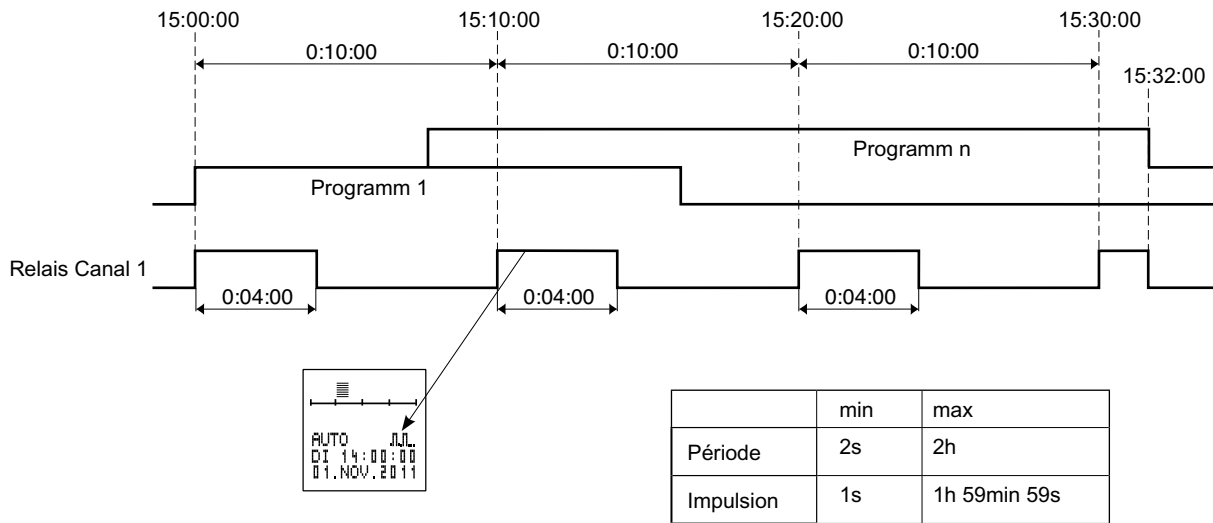 15:00:00 15:10:00 15:20:00 15:30:00
0:10:00 0:10:00 0:10:00
15:32:00
Programm n
Programm 1
Relais Canal 1
0:04:00 0:04:00 0:04:00
AUTO
DI 14:00:00
01.NOV.2011
min max
Période 2s 2h
Impulsion 1s 1h 59min 59s